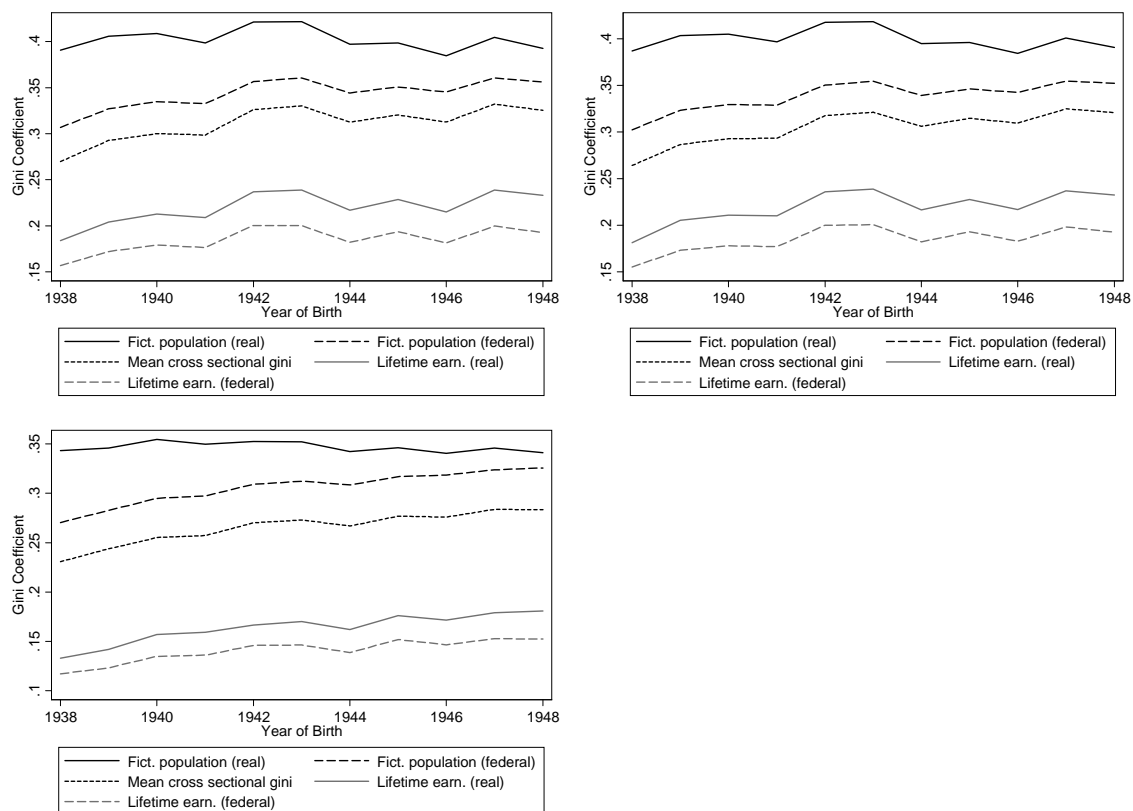 .4
.35
.3
.25
.2
.15
Gini Coefficient
1938 1940 1942 1944 1946 1948
Year of Birth
Fict. population (real) Fict. population (federal)
Mean cross sectional gini Lifetime earn. (real)
Lifetime earn. (federal)
.4
.35
.3
.25
.2
.15
Gini Coefficient
1938 1940 1942 1944 1946 1948
Year of Birth
Fict. population (real) Fict. population (federal)
Mean cross sectional gini Lifetime earn. (real)
Lifetime earn. (federal)
.35
.3
.25
.2
.15
.1
Gini Coefficient
1938 1940 1942 1944 1946 1948
Year of Birth
Fict. population (real) Fict. population (federal)
Mean cross sectional gini Lifetime earn. (real)
Lifetime earn. (federal)